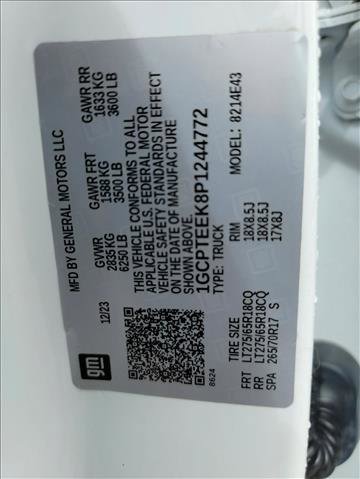 gm
MFD BY GENERAL MOTORS LLC
12/23
GVWR
2835 KG
6250 LB
GAWR FRT
1588 KG
3500 LB
GAWR RR
1633 KG
3600 LB
THIS VEHICLE CONFORMS TO ALL
APPLICABLE U.S. FEDERAL MOTOR
VEHICLE SAFETY STANDARDS IN EFFECT
ON THE DATE OF MANUFACTURE
SHOWN ABOVE.
1GCPTEEK8P1244772
TYPE: TRUCK
MODEL: 8214E43
TIRE SIZE
RIM
FRT LT275/65R18CQ 18X8.5J
RR LT275/65R18CQ 18X8.5J
SPA 265/70R17 S 17X8J
8624